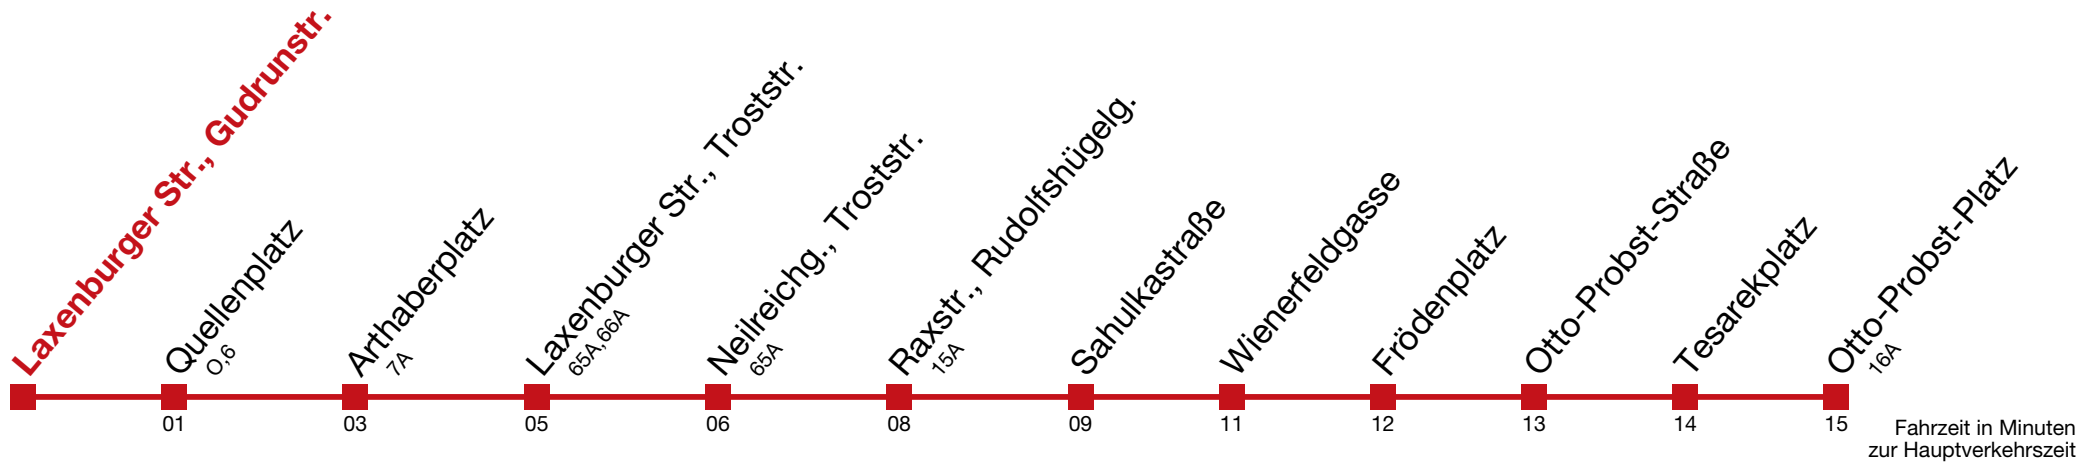 Laxenburger Str., Gudrunstr.
Quellenplatz
O,6
Arthaberplatz
7A
Laxenburger Str., Troststr.
65A,66A
Neilreichg., Troststr.
65A
Raxstr., Rudolfshügelg.
15A
Sahulkastraße
Wienerfeldgasse
Frödenplatz
Otto-Probst-Straße
Tesarekplatz
Otto-Probst-Platz
16A
01 03 05 06 08 09 11 12 13 14 15
Fahrzeit in Minuten
zur Hauptverkehrszeit